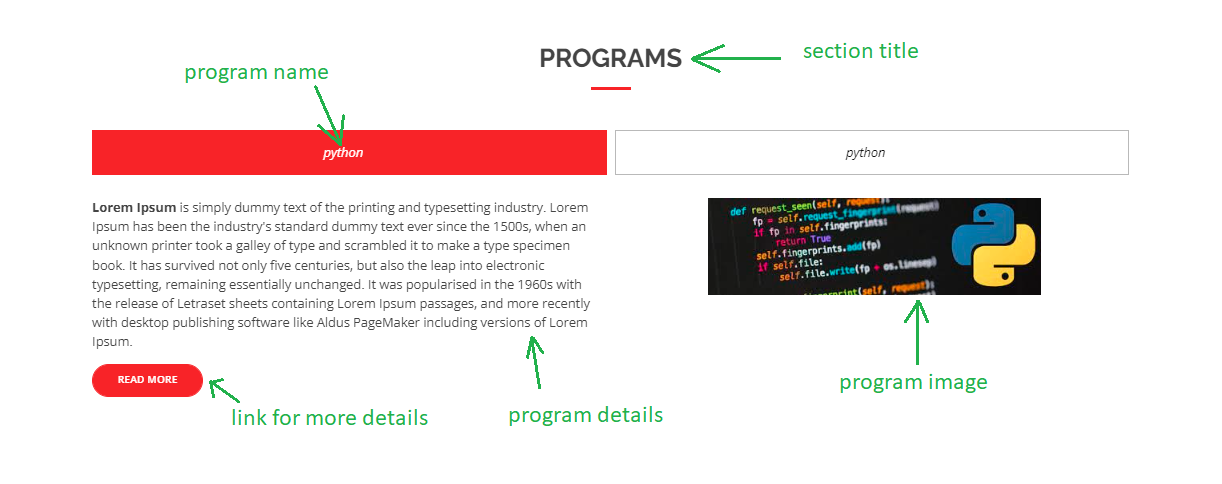 PROGRAMS
section title
program name
python
python
Lorem Ipsum is simply dummy text of the printing and typesetting industry. Lorem
Ipsum has been the industry's standard dummy text ever since the 1500s, when an
unknown printer took a galley of type and scrambled it to make a type specimen
book. It has survived not only five centuries, but also the leap into electronic
typesetting, remaining essentially unchanged. It was popularised in the 1960s with
the release of Letraset sheets containing Lorem Ipsum passages, and more recently
with desktop publishing software like Aldus PageMaker including versions of Lorem
Ipsum.
def request_seen(self, request):
fp = self.request_fingerprint(request)
if fp in self.fingerprints:
return True
self.fingerprints.add(fp)
if self.file:
self.file.write(fp + os.linesep)
(self, request):
READ MORE
link for more details
program details
program image